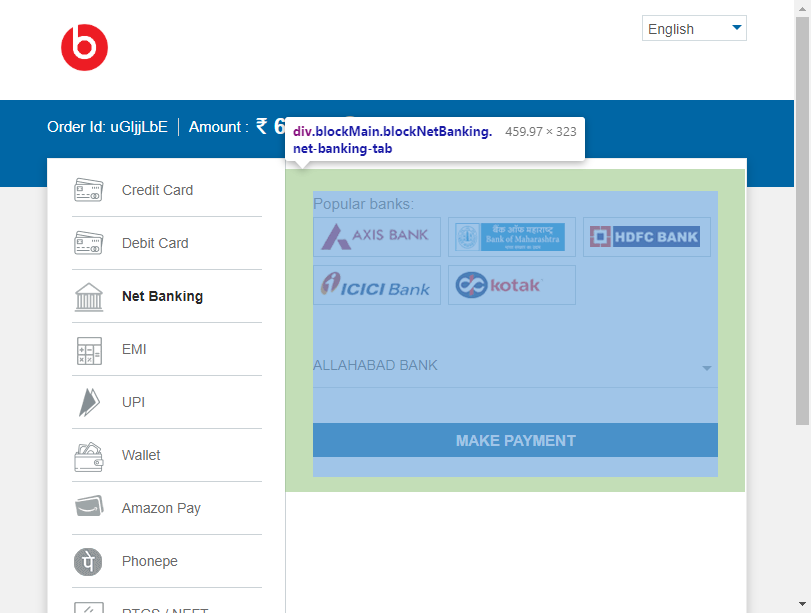 b
English
Order Id: uGIjjLbE
Amount : ₹ 6
div.blockMain.blockNetBanking.
net-banking-tab
459.97 × 323
Credit Card
Debit Card
Net Banking
EMI
UPI
Wallet
Amazon Pay
पे
Phonepe
RTGS / NEFT
Popular banks:
AXIS BANK
बैंक ऑफ महाराष्ट्र
Bank of Maharashtra
HDFC BANK
i ICICI Bank
kotak
ALLAHABAD BANK
MAKE PAYMENT